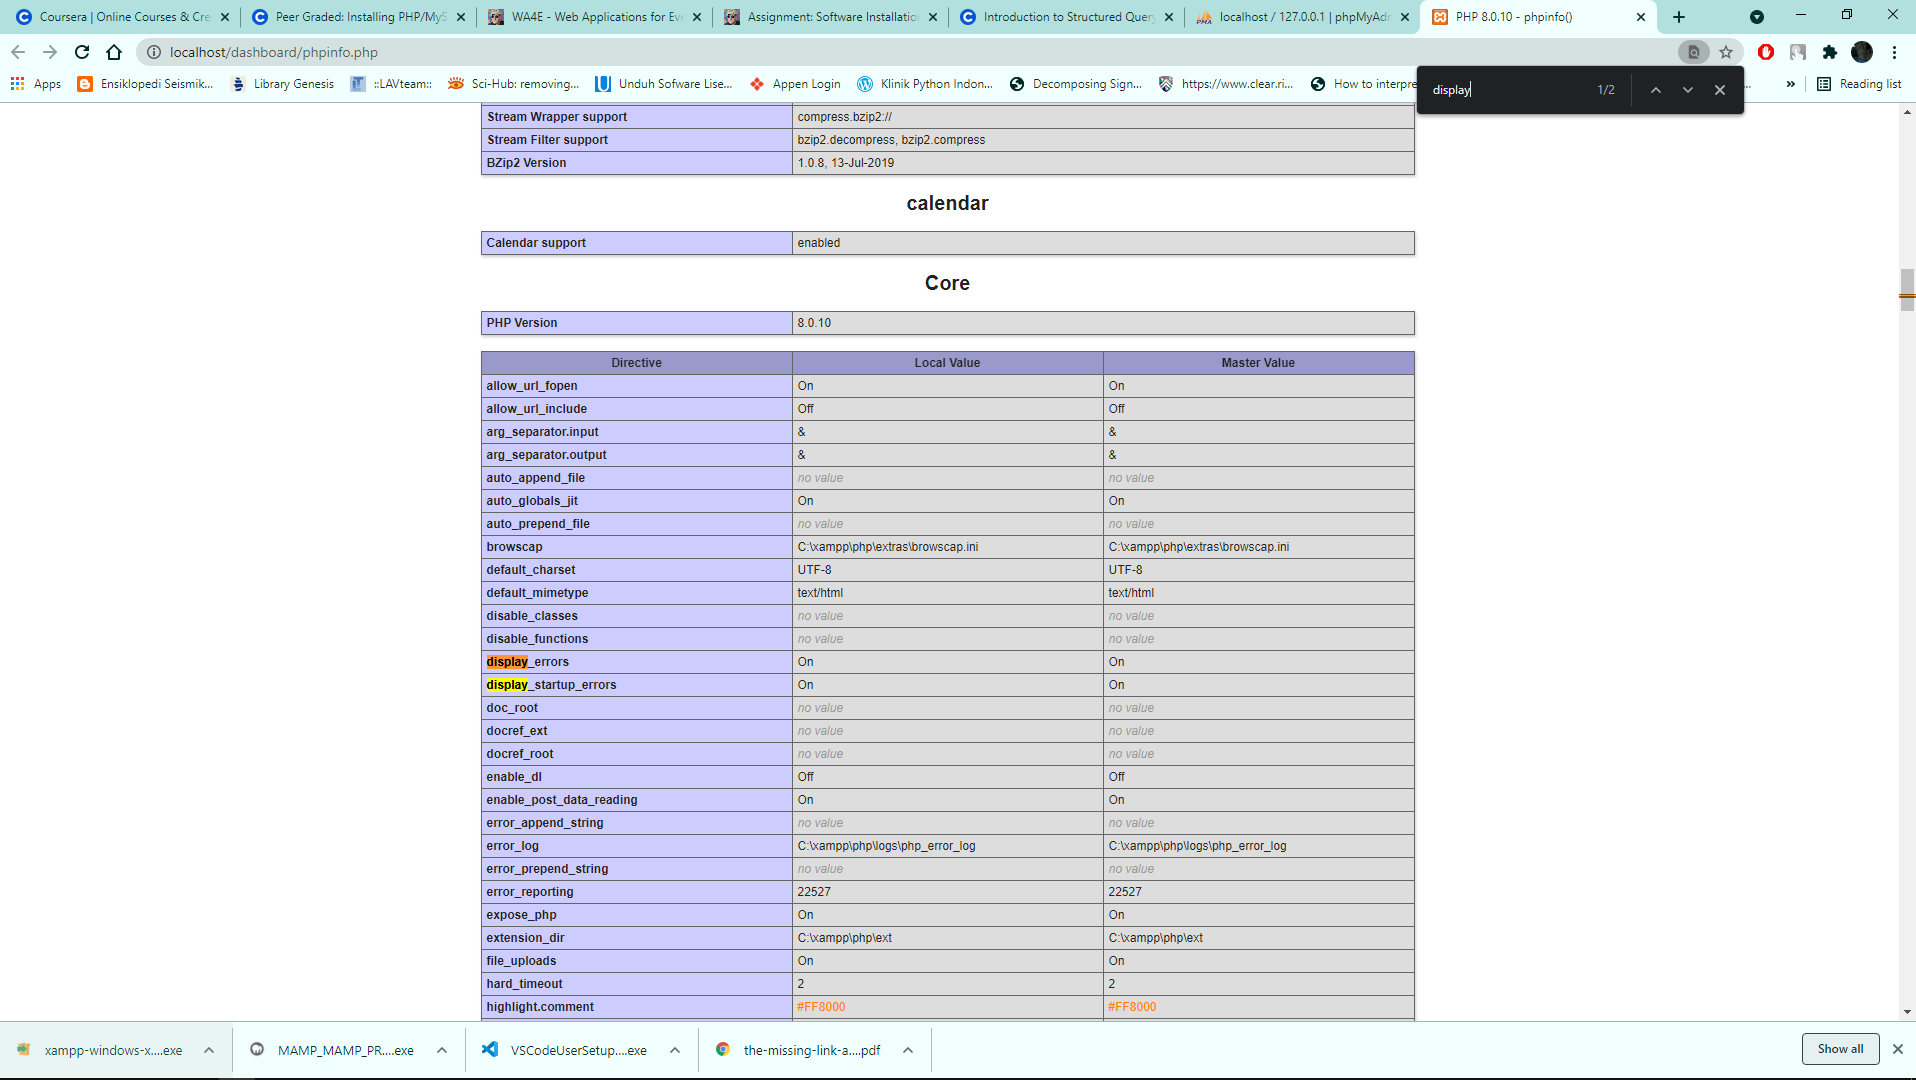 Coursera | Online Courses & Cre
Peer Graded: Installing PHP/MyS
WA4E - Web Applications for Eve
Assignment: Software Installatio
Introduction to Structured Query
localhost / 127.0.0.1 | phpMyAdm
PHP 8.0.10 - phpinfo()
localhost/dashboard/phpinfo.php
Apps
Ensiklopedi Seismik...
Library Genesis
::LAVteam::
Sci-Hub: removing...
Unduh Sofware Lise...
Appen Login
Klinik Python Indon...
Decomposing Sign...
https://www.clear.ri...
How to interpre
»
Reading list
display 1/2
Stream Wrapper support compress.bzip2://
Stream Filter support bzip2.decompress, bzip2.compress
BZip2 Version 1.0.8, 13-Jul-2019
calendar
Calendar support enabled
Core
PHP Version 8.0.10
Directive Local Value Master Value
allow_url_fopen On On
allow_url_include Off Off
arg_separator.input & &
arg_separator.output & &
auto_append_file no value no value
auto_globals_jit On On
auto_prepend_file no value no value
browscap C:\xampp\php\extras\browscap.ini C:\xampp\php\extras\browscap.ini
default_charset UTF-8 UTF-8
default_mimetype text/html text/html
disable_classes no value no value
disable_functions no value no value
display_errors On On
display_startup_errors On On
doc_root no value no value
docref_ext no value no value
docref_root no value no value
enable_dl Off Off
enable_post_data_reading On On
error_append_string no value no value
error_log C:\xampp\php\logs\php_error_log C:\xampp\php\logs\php_error_log
error_prepend_string no value no value
error_reporting 22527 22527
expose_php On On
extension_dir C:\xampp\php\ext C:\xampp\php\ext
file_uploads On On
hard_timeout 2 2
highlight.comment #FF8000 #FF8000
xampp-windows-x....exe
MAMP_MAMP_PR....exe
VSCodeUserSetup....exe
the-missing-link-a....pdf
Show all